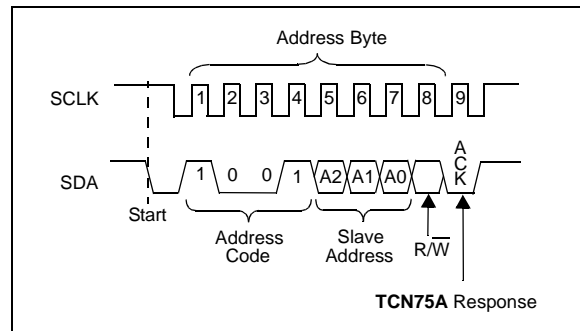 Address Byte
SCLK 1 2 3 4 5 6 7 8 9
SDA 1 0 0 1 A2 A1 A0 ACK
Start
Address Code
Slave Address
R/W̅
TCN75A Response